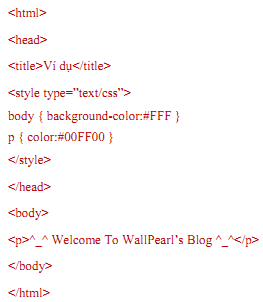 <html>
<head>
<title>Ví dụ</title>
<style type=”text/css”>
body { background-color:#FFF }
p { color:#00FF00 }
</style>
</head>
<body>
<p>^_^ Welcome To WallPearl’s Blog ^_^</p>
</body>
</html>